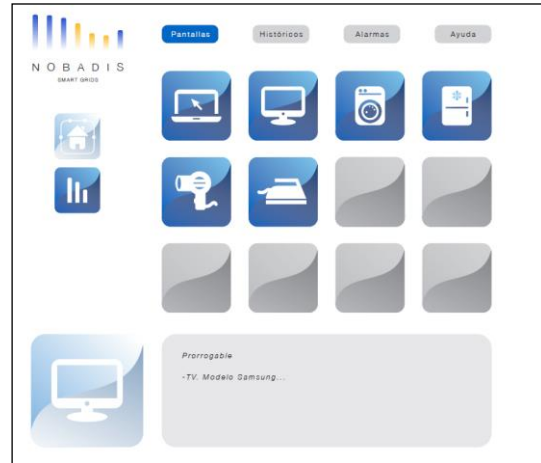 NOBADIS
SMART GRIDS
Pantallas
Históricos
Alarmas
Ayuda
Prorrogable
-TV. Modelo Samsung...